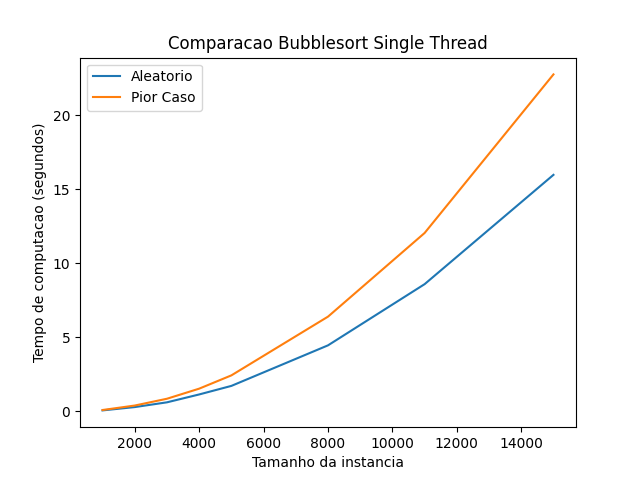 Comparacao Bubblesort Single Thread
Aleatorio
Pior Caso
Tempo de computacao (segundos)
20
15
10
5
0
2000 4000 6000 8000 10000 12000 14000
Tamanho da instancia